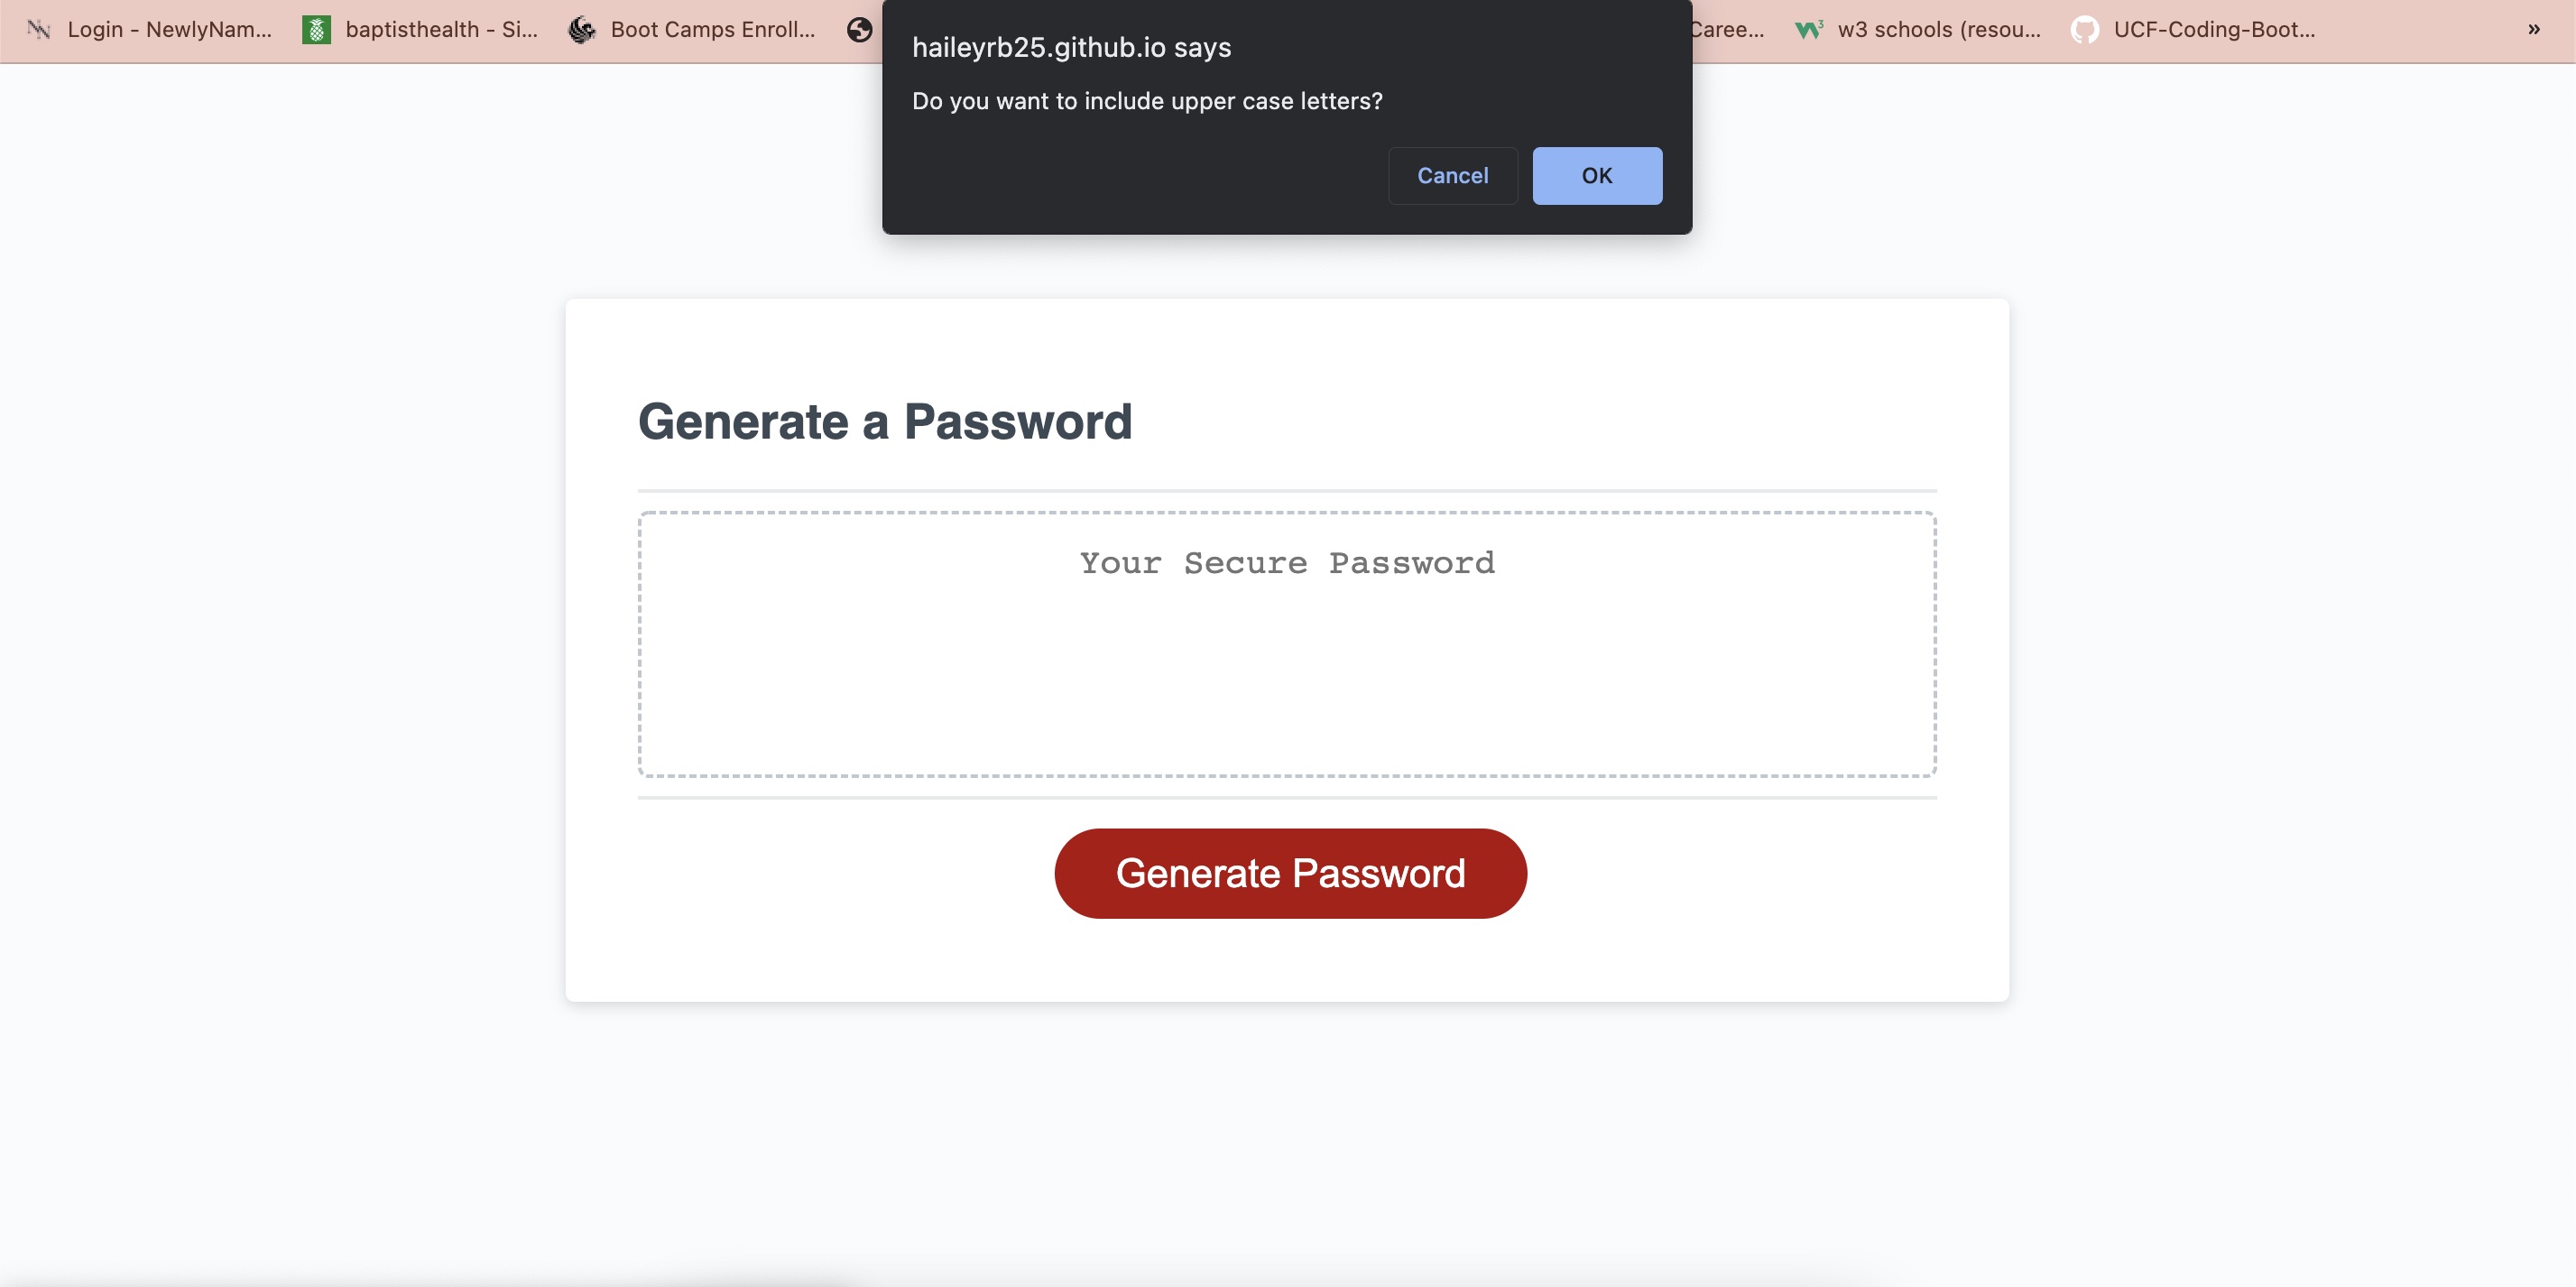 Login - NewlyNam... baptisthealth - Si... Boot Camps Enroll... Caree... w3 schools (resou... UCF-Coding-Boot... »
haileyrb25.github.io says
Do you want to include upper case letters?
Cancel OK
Generate a Password
Your Secure Password
Generate Password